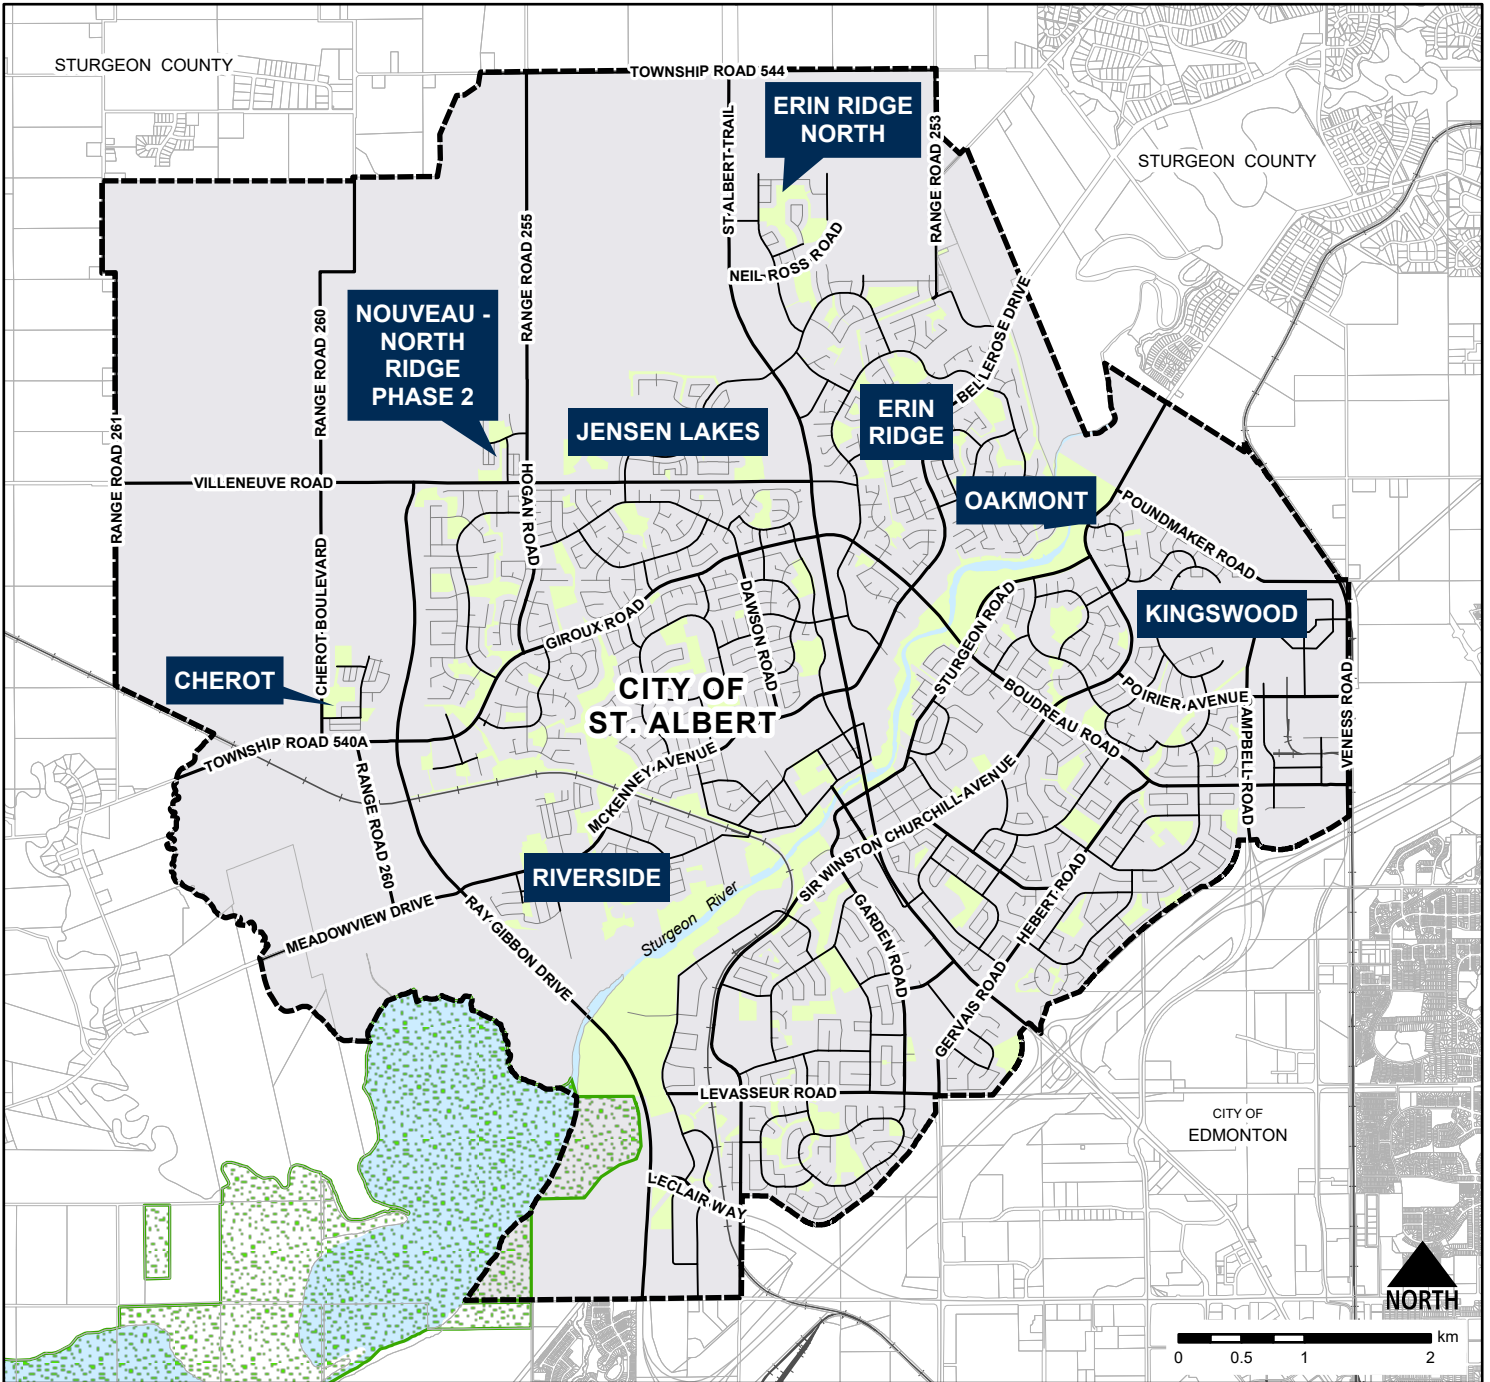 STURGEON COUNTY
TOWNSHIP ROAD 544
ERIN RIDGE
NORTH
STURGEON COUNTY
ST ALBERT TRAIL
RANGE ROAD 253
RANGE ROAD 255
NEIL ROSS ROAD
BELLEROSE DRIVE
NOUVEAU -
NORTH
RIDGE
PHASE 2
RANGE ROAD 260
RANGE ROAD 261
JENSEN LAKES
ERIN
RIDGE
VILLENEUVE ROAD
HOGAN ROAD
OAKMONT
POUNDMAKER ROAD
CHEROT BOULEVARD
GIROUX ROAD
DAWSON ROAD
STURGEON ROAD
KINGSWOOD
CHEROT
CITY OF
ST. ALBERT
BOUDREAU ROAD
POIRIER AVENUE
AMPBELL ROAD
VENESS ROAD
TOWNSHIP ROAD 540A
RANGE ROAD 260
MCKENNEY AVENUE
SIR WINSTON CHURCHILL AVENUE
RIVERSIDE
MEADOWVIEW DRIVE
RAY GIBBON DRIVE
Sturgeon River
GARDEN ROAD
HEBERT ROAD
GERVAIS ROAD
LEVASSEUR ROAD
CITY OF
EDMONTON
LECLAIR WAY
NORTH
km
0 0.5 1 2